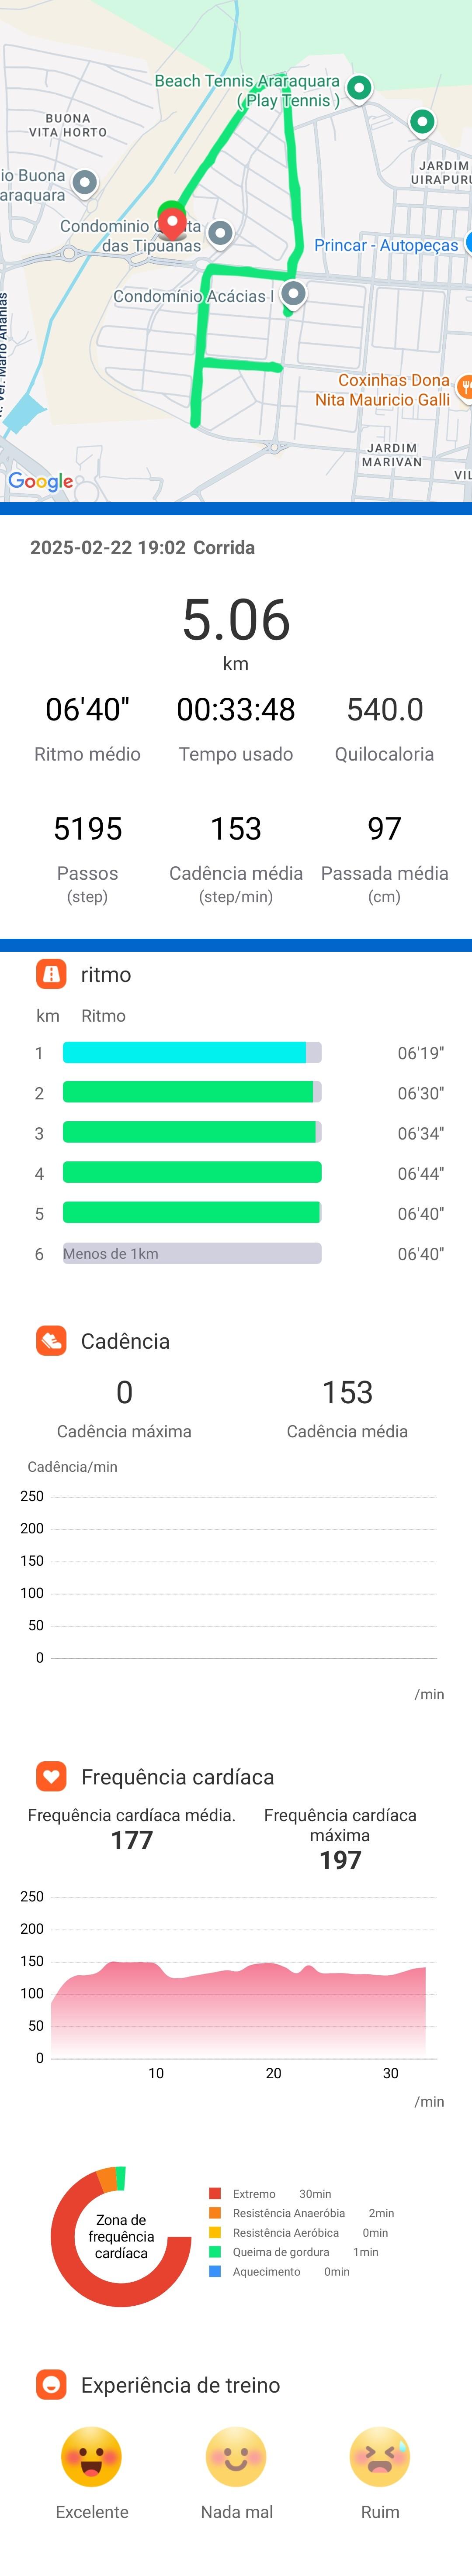 Beach Tennis Araraquara
( Play Tennis )
BUONA
VITA HORTO
JARDIM
io Buona
araquara
das Tipuanas
Princar - Autopeças
Condomínio Acácias I
R. Ver. Mário Ananias
Coxinhas Dona
Nita Mauricio Galli
JARDIM
MARIVAN
VIL
Google
2025-02-22 19:02 Corrida
5.06
km
06'40" 00:33:48 540.0
Ritmo médio Tempo usado Quilocaloria
5195 153 97
Passos Cadência média Passada média
(step) (step/min) (cm)
ritmo
km Ritmo
1 06'19"
2 06'30"
3 06'34"
4 06'44"
5 06'40"
6 Menos de 1km 06'40"
Cadência
0 153
Cadência máxima Cadência média
Cadência/min
250
200
150
100
50
0
/min
Frequência cardíaca
Frequência cardíaca média. Frequência cardíaca
máxima
177
197
250
200
150
100
50
0
10 20 30
/min
Zona de
frequência
cardíaca
Extremo 30min
Resistência Anaeróbia 2min
Resistência Aeróbica 0min
Queima de gordura 1min
Aquecimento 0min
Experiência de treino
Excelente Nada mal Ruim